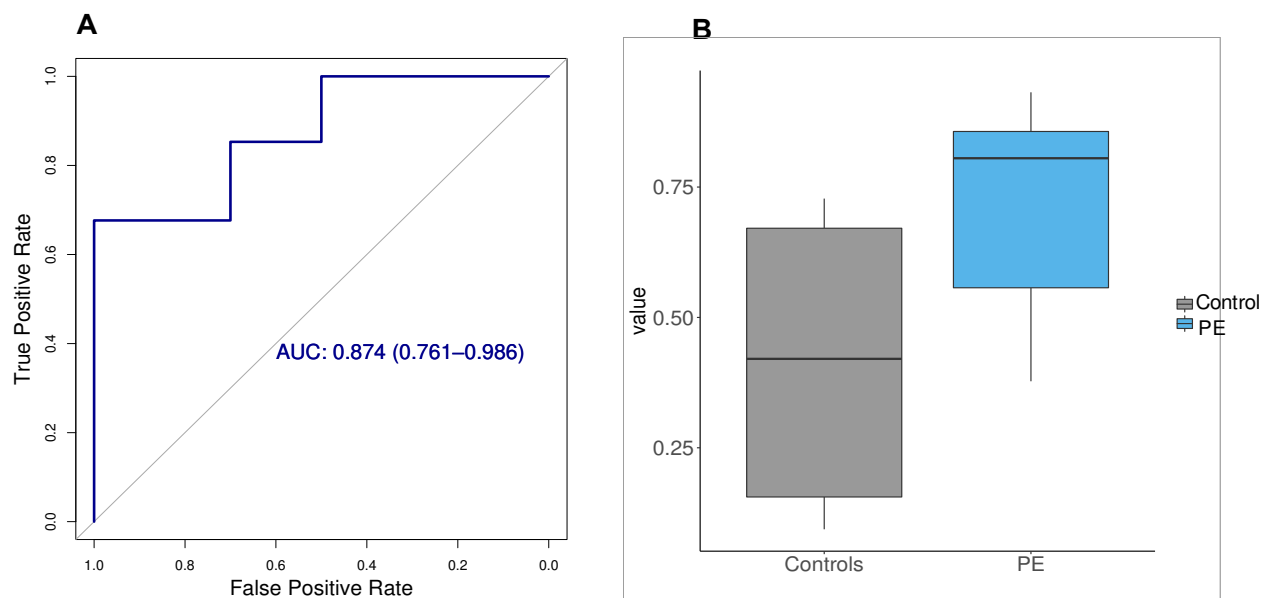 A
1.0
0.8
0.6
0.4
0.2
0.0
True Positive Rate
AUC: 0.874 (0.761–0.986)
1.0 0.8 0.6 0.4 0.2 0.0
False Positive Rate
B
0.75
0.50
0.25
value
Controls PE
Control
PE